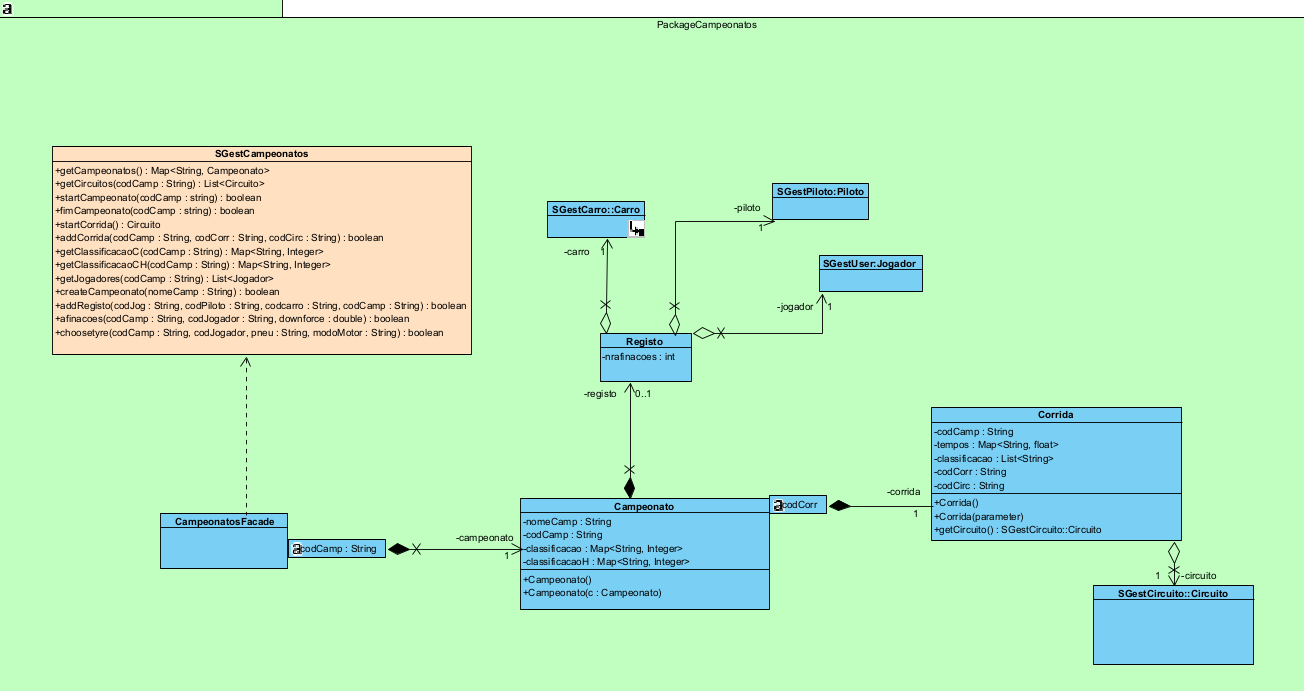 a
PackageCampeonatos
SGestCampeonatos
+getCampeonatos() : Map<String, Campeonato>
+getCircuitos(codCamp : String) : List<Circuito>
+startCampeonato(codCamp : string) : boolean
+fimCampeonato(codCamp : string) : boolean
+startCorrida() : Circuito
+addCorrida(codCamp : String, codCorr : String, codCirc : String) : boolean
+getClassificacaoC(codCamp : String) : Map<String, Integer>
+getClassificacaoCH(codCamp : String) : Map<String, Integer>
+getJogadores(codCamp : String) : List<Jogador>
+createCampeonato(nomeCamp : String) : boolean
+addRegisto(codJog : String, codPiloto : String, codcarro : String, codCamp : String) : boolean
+afinacoes(codCamp : String, codJogador : String, downforce : double) : boolean
+choosetyre(codCamp : String, codJogador, pneu : String, modoMotor : String) : boolean
SGestCarro::Carro
-carro
1
SGestPiloto:Piloto
-piloto
1
SGestUser:Jogador
-jogador
1
Registo
-nrafinacoes : int
-registo
0..1
Corrida
-codCamp : String
-tempos : Map<String, float>
-classificacao : List<String>
-codCorr : String
-codCirc : String
+Corrida()
+Corrida(parameter)
+getCircuito() : SGestCircuito::Circuito
-corrida
1
CampeonatosFacade
a
codCamp : String
-campeonato
1
Campeonato
-nomeCamp : String
-codCamp : String
-classificacao : Map<String, Integer>
-classificacaoH : Map<String, Integer>
+Campeonato()
+Campeonato(c : Campeonato)
a
codCorr
1
-circuito
SGestCircuito::Circuito